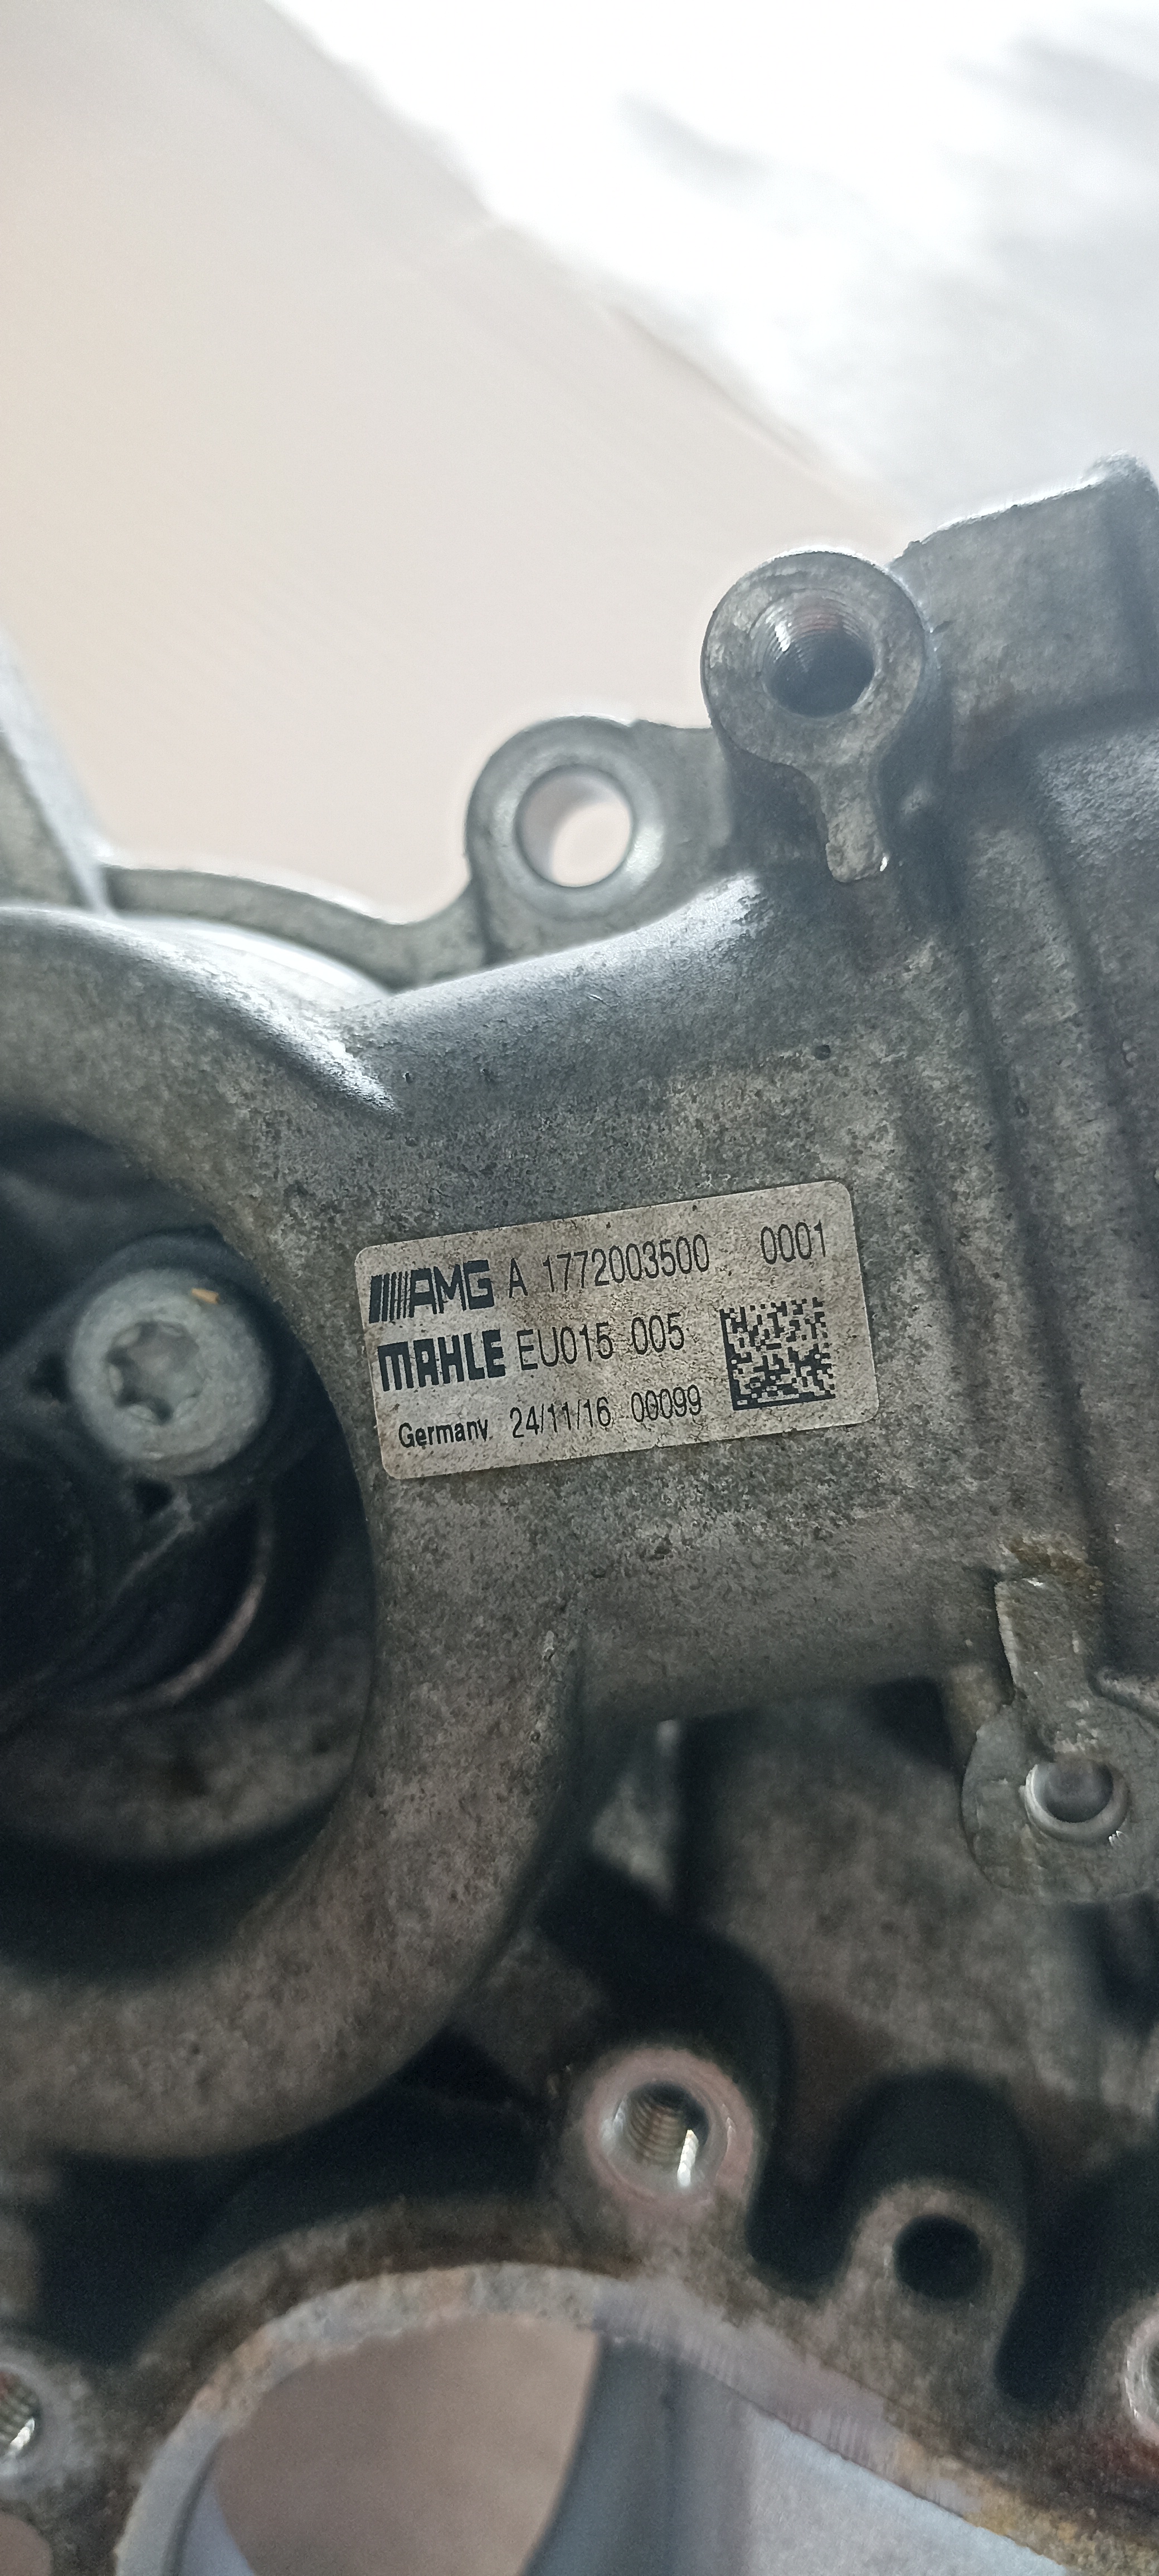 AMG A 1772003500 0001
MAHLE EU015 005
Germany 24/11/16 00099